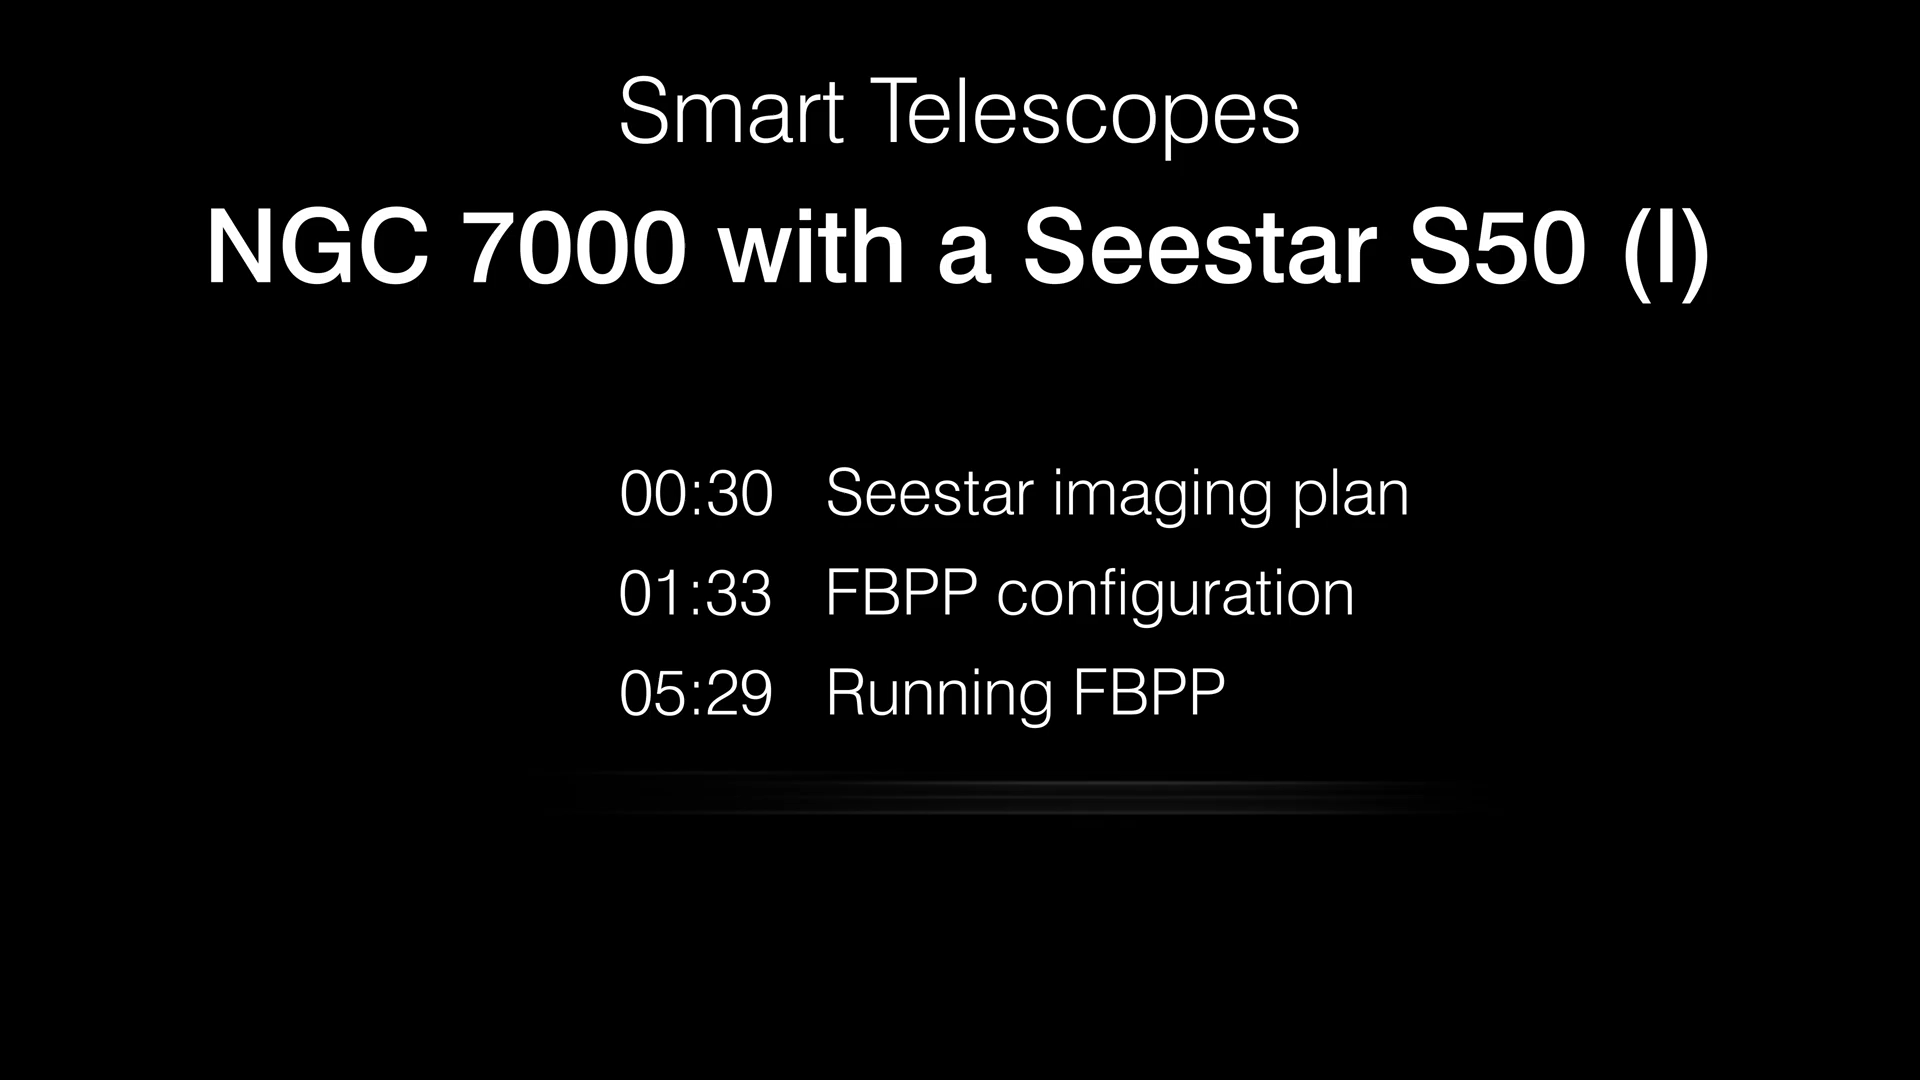 Smart Telescopes
NGC 7000 with a Seestar S50 (I)
00:30 Seestar imaging plan
01:33 FBPP configuration
05:29 Running FBPP